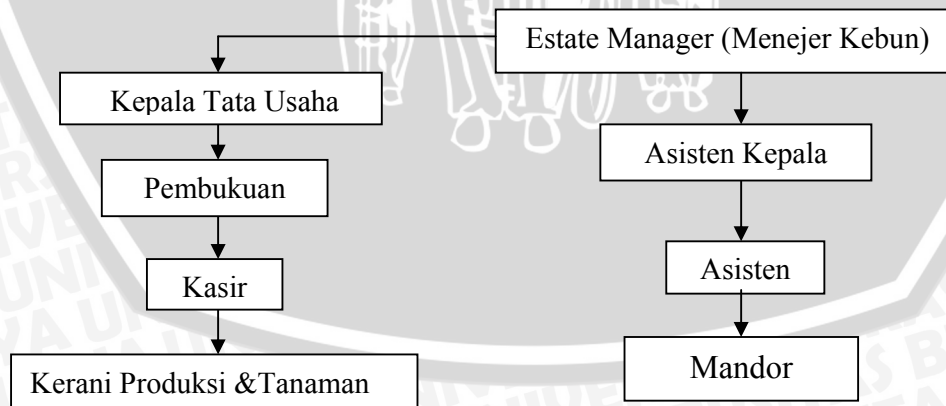 Estate Manager (Menejer Kebun)
Kepala Tata Usaha
Asisten Kepala
Pembukuan
Asisten
Kasir
Mandor
Kerani Produksi &Tanaman